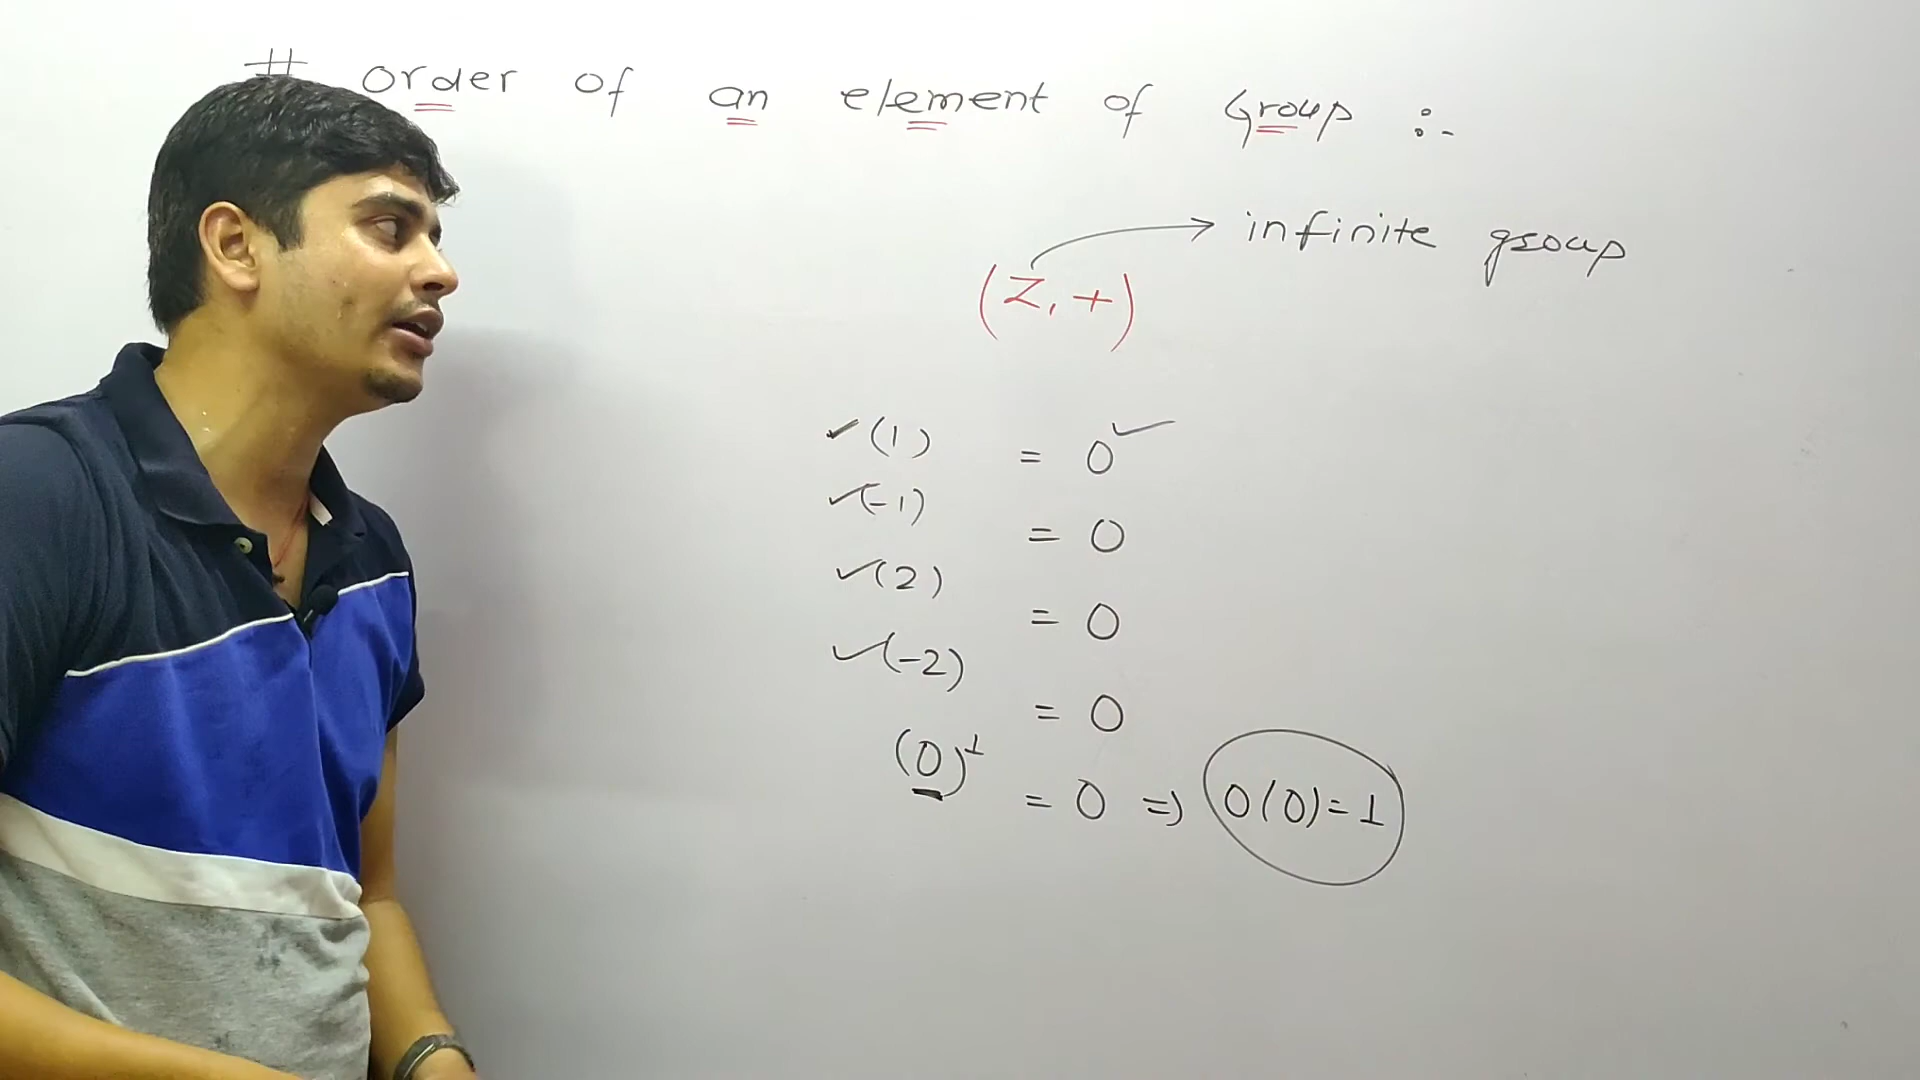 # order of an element of Group :-
infinite group
(Z, +)
✓(1) = 0✓
✓(-1) = 0
✓(2) = 0
✓(-2) = 0
(0)¹ = 0 => O(0) = 1